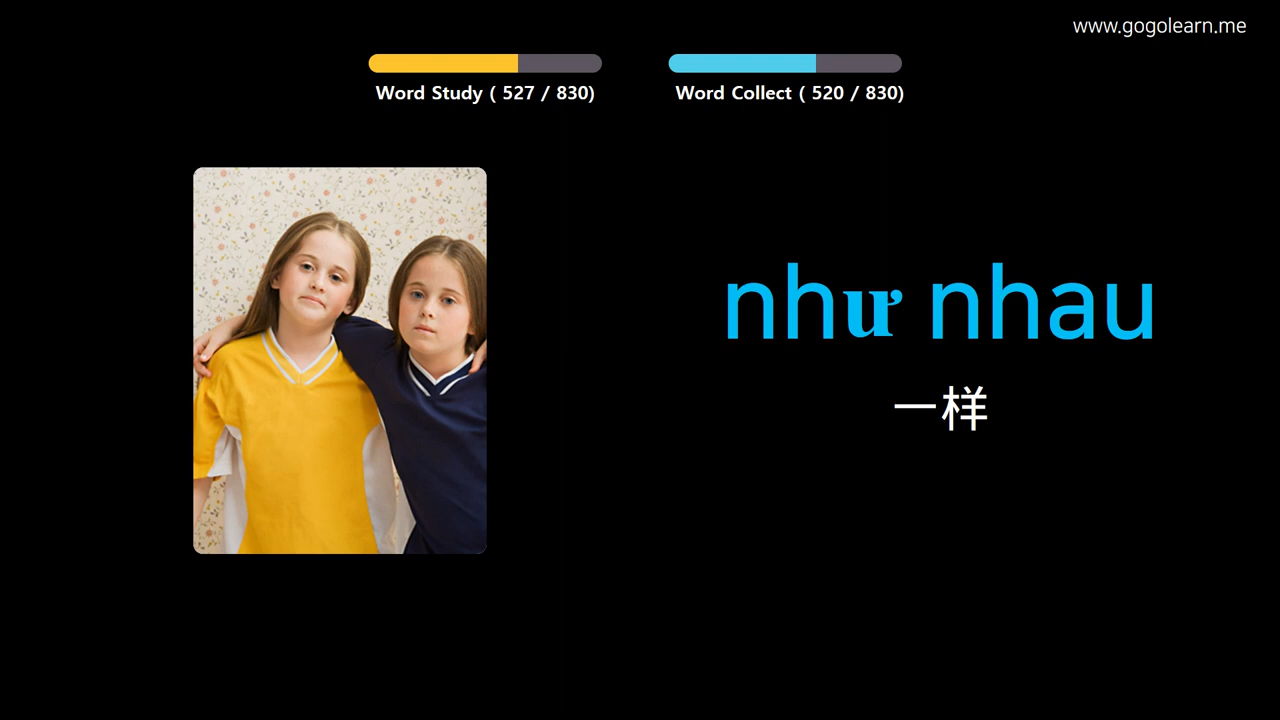 www.gogolearn.me
Word Study ( 527 / 830)
Word Collect ( 520 / 830)
như nhau
一样